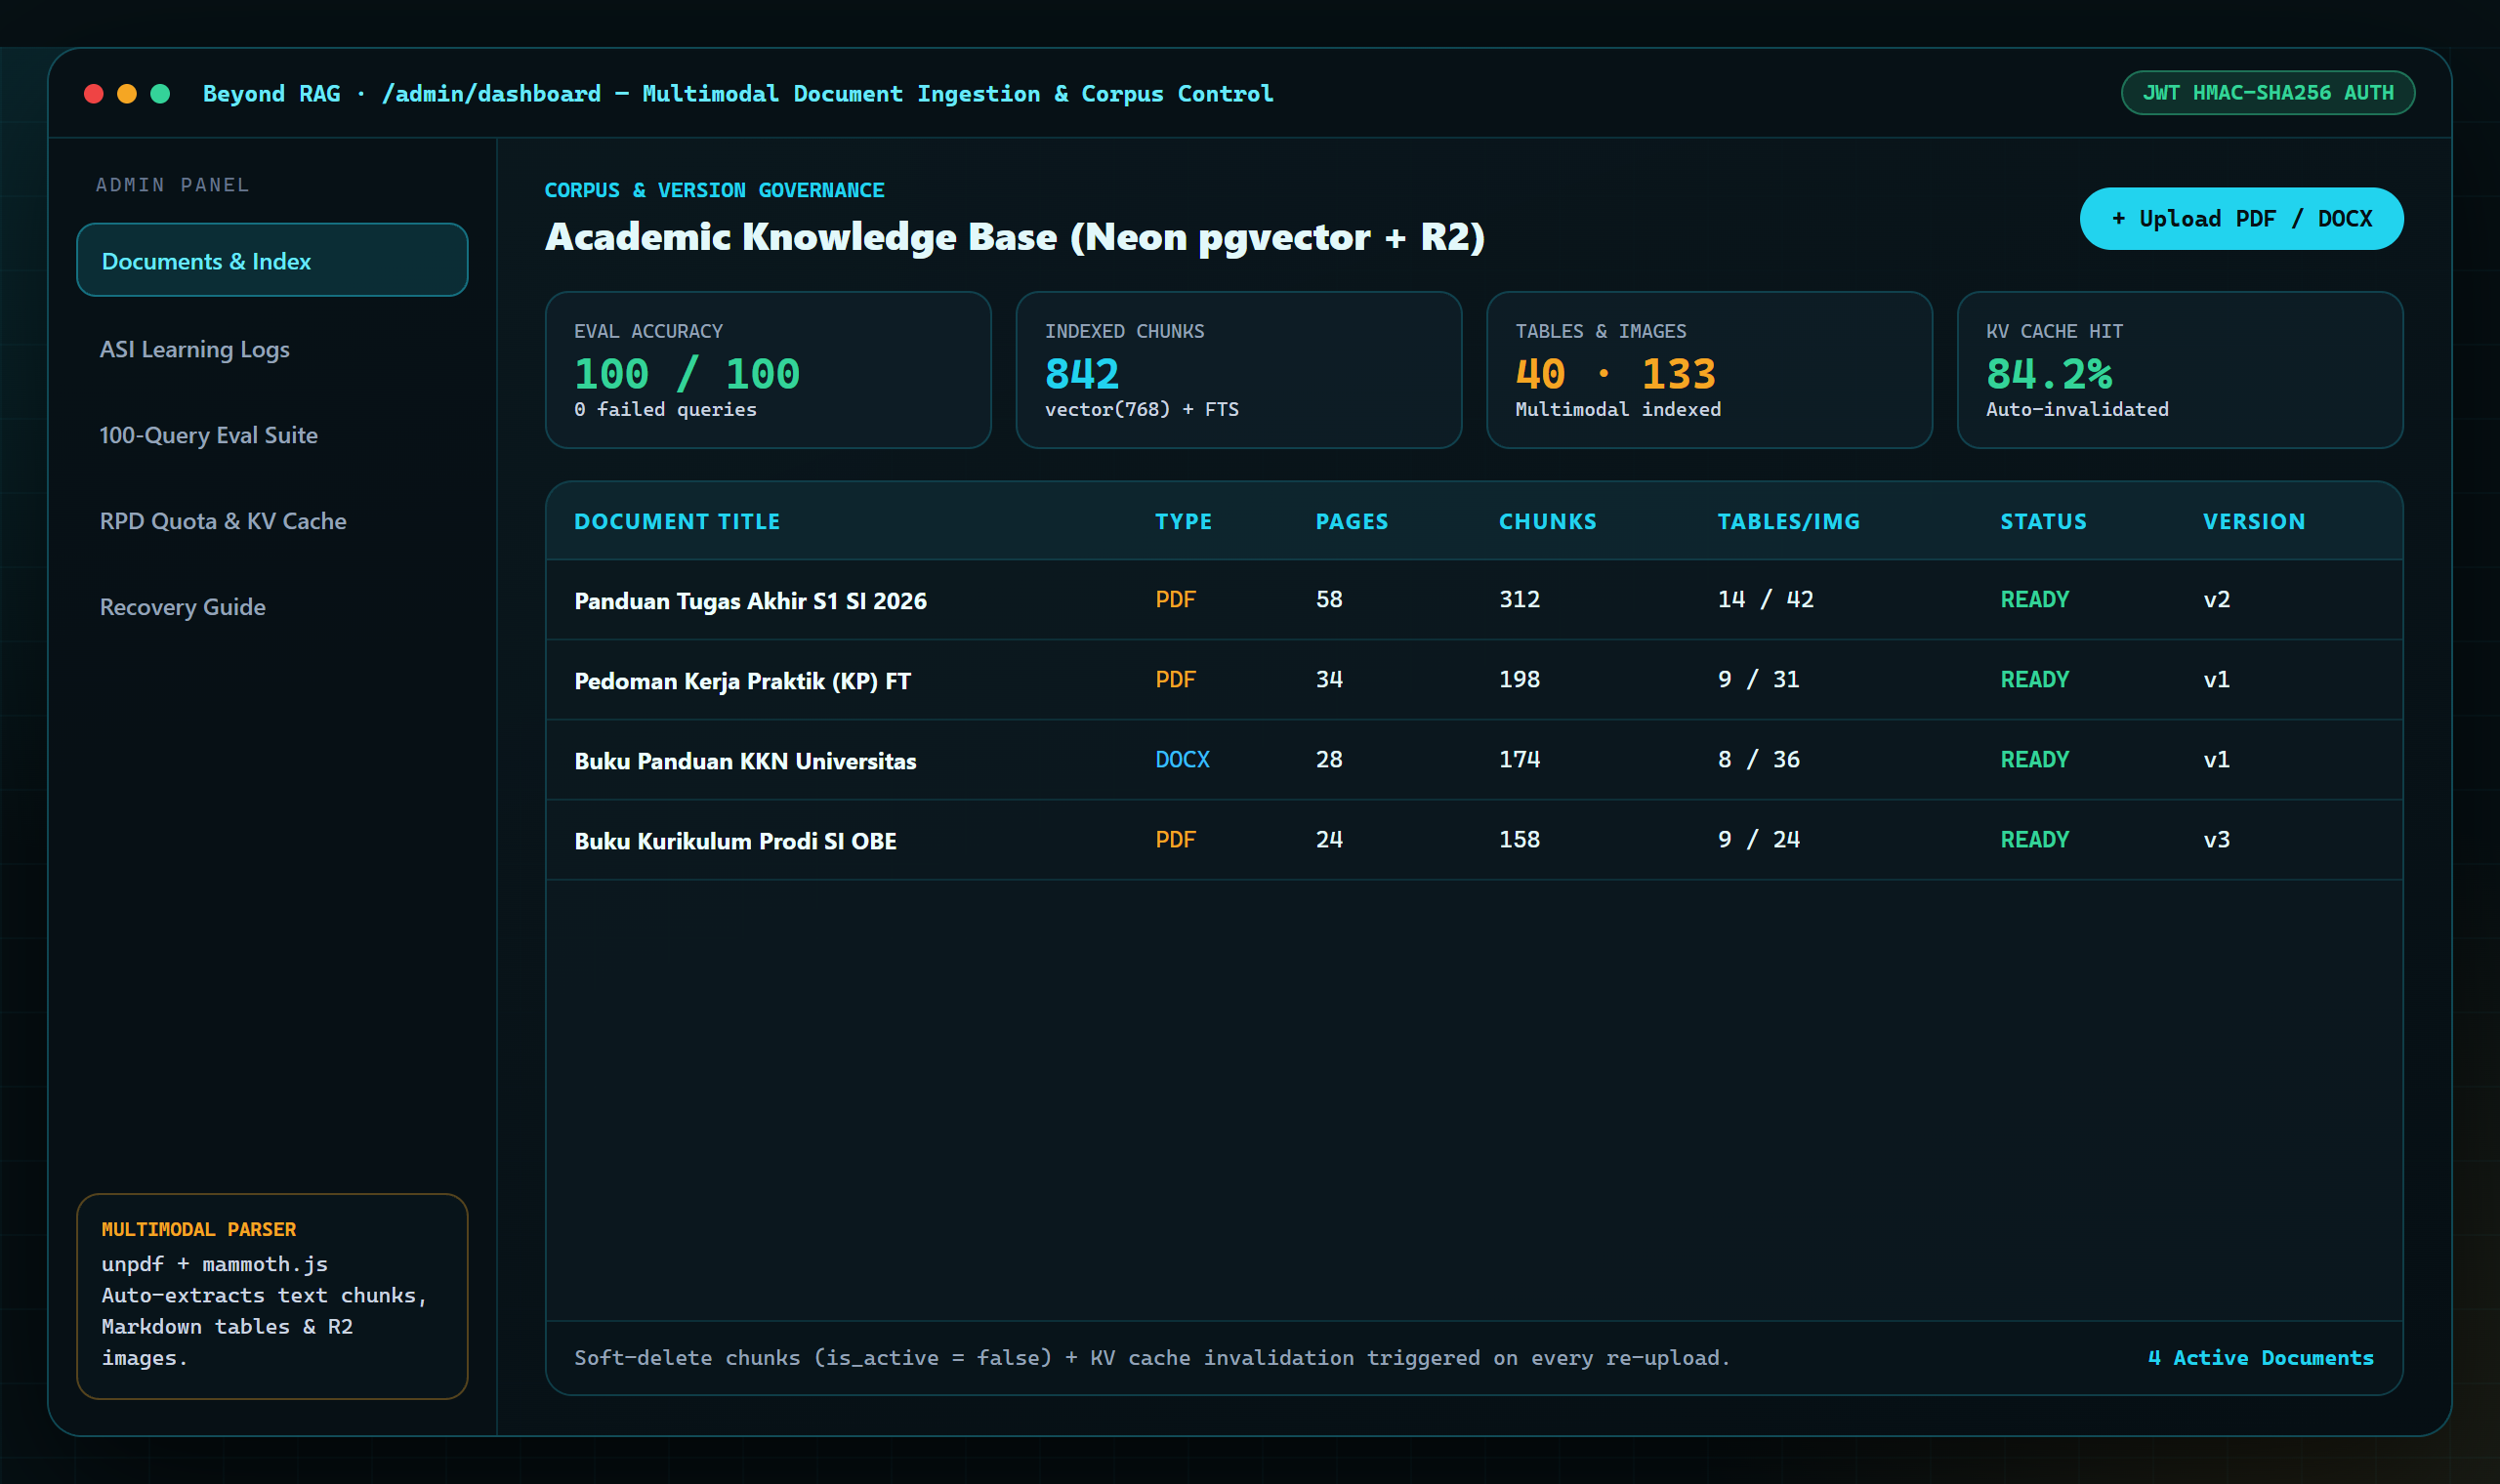 Beyond RAG · /admin/dashboard — Multimodal Document Ingestion & Corpus Control
JWT HMAC-SHA256 AUTH
ADMIN PANEL
Documents & Index
ASI Learning Logs
100-Query Eval Suite
RPD Quota & KV Cache
Recovery Guide
MULTIMODAL PARSER
unpdf + mammoth.js
Auto-extracts text chunks,
Markdown tables & R2
images.
CORPUS & VERSION GOVERNANCE
Academic Knowledge Base (Neon pgvector + R2)
+ Upload PDF / DOCX
EVAL ACCURACY
100 / 100
0 failed queries
INDEXED CHUNKS
842
vector(768) + FTS
TABLES & IMAGES
40 · 133
Multimodal indexed
KV CACHE HIT
84.2%
Auto-invalidated
DOCUMENT TITLE TYPE PAGES CHUNKS TABLES/IMG STATUS VERSION
Panduan Tugas Akhir S1 SI 2026 PDF 58 312 14 / 42 READY v2
Pedoman Kerja Praktik (KP) FT PDF 34 198 9 / 31 READY v1
Buku Panduan KKN Universitas DOCX 28 174 8 / 36 READY v1
Buku Kurikulum Prodi SI OBE PDF 24 158 9 / 24 READY v3
Soft-delete chunks (is_active = false) + KV cache invalidation triggered on every re-upload.
4 Active Documents